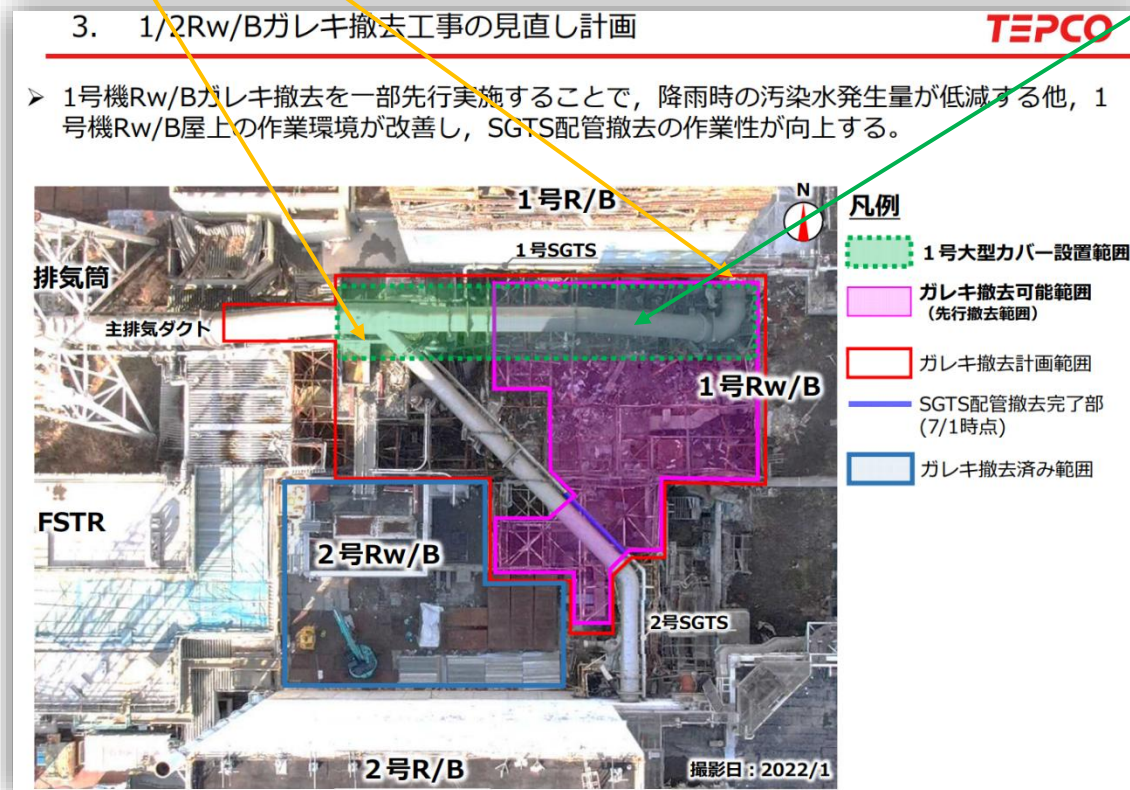 3. 1/2Rw/Bガレキ撤去工事の見直し計画
TEPCO
➢ 1号機Rw/Bガレキ撤去を一部先行実施することで，降雨時の汚染水発生量が低減する他，1
号機Rw/B屋上の作業環境が改善し，SGTS配管撤去の作業性が向上する。
1号R/B
N
凡例
1号SGTS
1号大型カバー設置範囲
排気筒
ガレキ撤去可能範囲
（先行撤去範囲）
主排気ダクト
ガレキ撤去計画範囲
1号Rw/B
SGTS配管撤去完了部
(7/1時点)
ガレキ撤去済み範囲
FSTR
2号Rw/B
2号SGTS
2号R/B
撮影日：2022/1